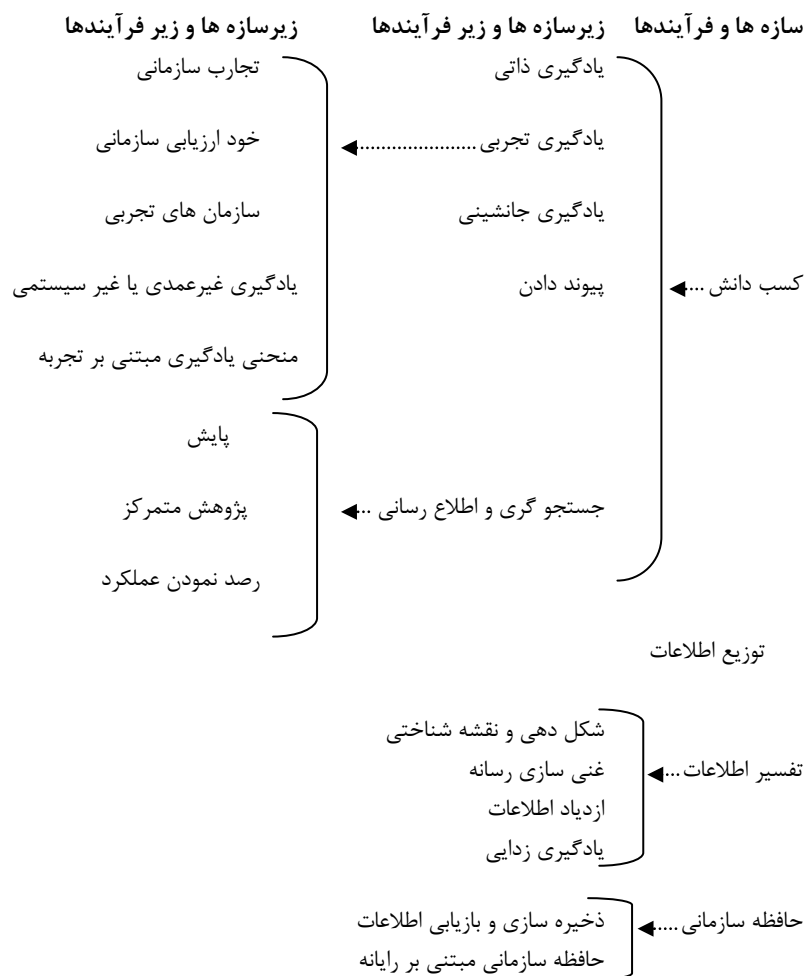 سازه ها و فرآیندها زیرسازه ها و زیر فرآیندها زیرسازه ها و زیر فرآیندها
یادگیری ذاتی تجارب سازمانی
یادگیری تجربی........................ خود ارزیابی سازمانی
یادگیری جانشینی سازمان های تجربی
کسب دانش .... پیوند دادن یادگیری غیرعمدی یا غیر سیستمی
منحنی یادگیری مبتنی بر تجربه
پایش
جستجو گری و اطلاع رسانی ... پژوهش متمرکز
رصد نمودن عملکرد
توزیع اطلاعات
شکل دهی و نقشه شناختی
تفسیر اطلاعات... غنی سازی رسانه
ازدیاد اطلاعات
یادگیری زدایی
حافظه سازمانی..... ذخیره سازی و بازیابی اطلاعات
حافظه سازمانی مبتنی بر رایانه